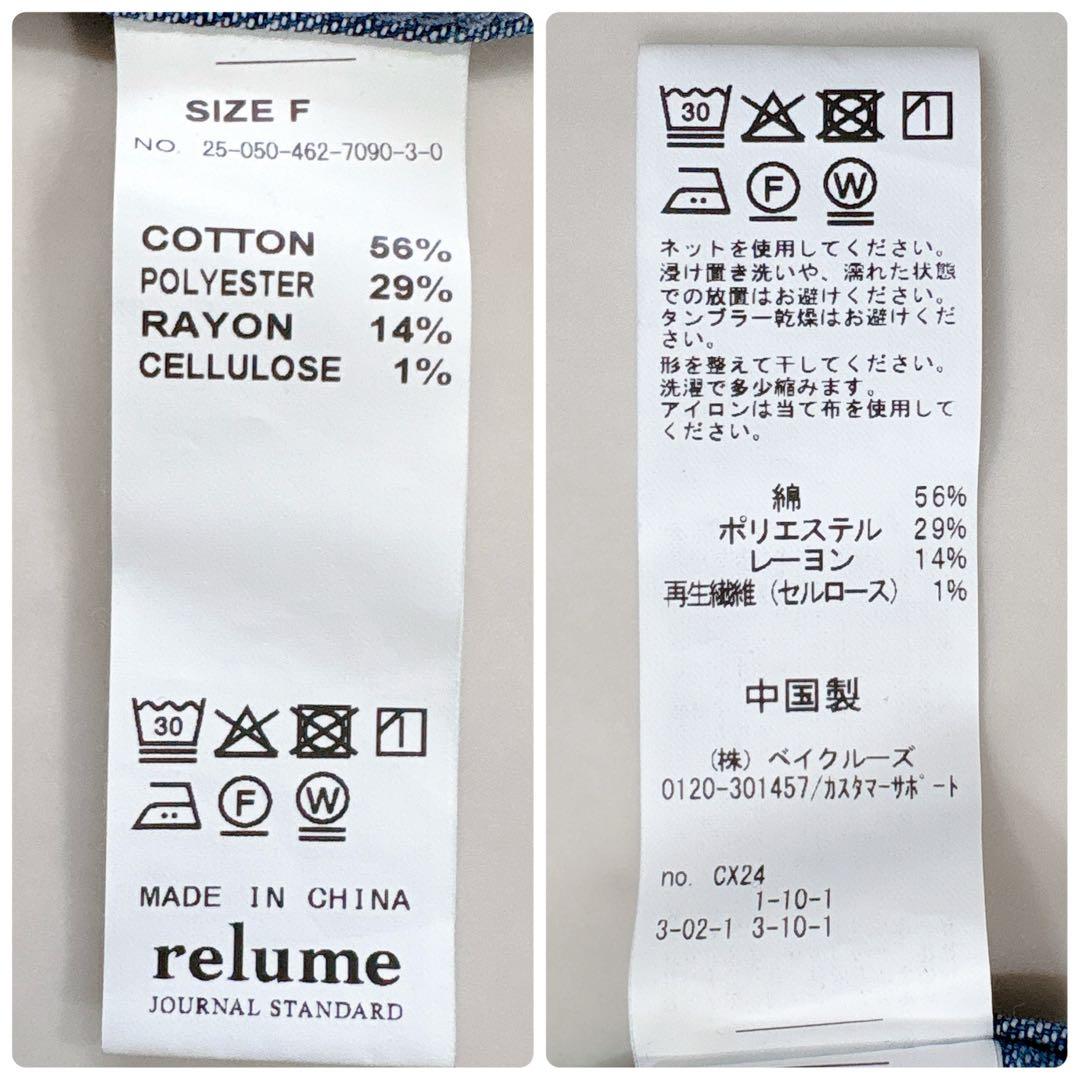 SIZE F
NO. 25-050-462-7090-3-0
COTTON 56%
POLYESTER 29%
RAYON 14%
CELLULOSE 1%
30
F W
MADE IN CHINA
relume
JOURNAL STANDARD
30
F W
ネットを使用してください。
浸け置き洗いや、濡れた状態
での放置はお避けください。
タンブラー乾燥はお避けくだ
さい。
形を整えて干してください。
洗濯で多少縮みます。
アイロンは当て布を使用して
ください。
綿 56%
ポリエステル 29%
レーヨン 14%
再生繊維(セルロース) 1%
中国製
(株)ベイクルーズ
0120-301457/ｶｽﾀﾏｰｻﾎﾟｰﾄ
no. CX24
1-10-1
3-02-1 3-10-1